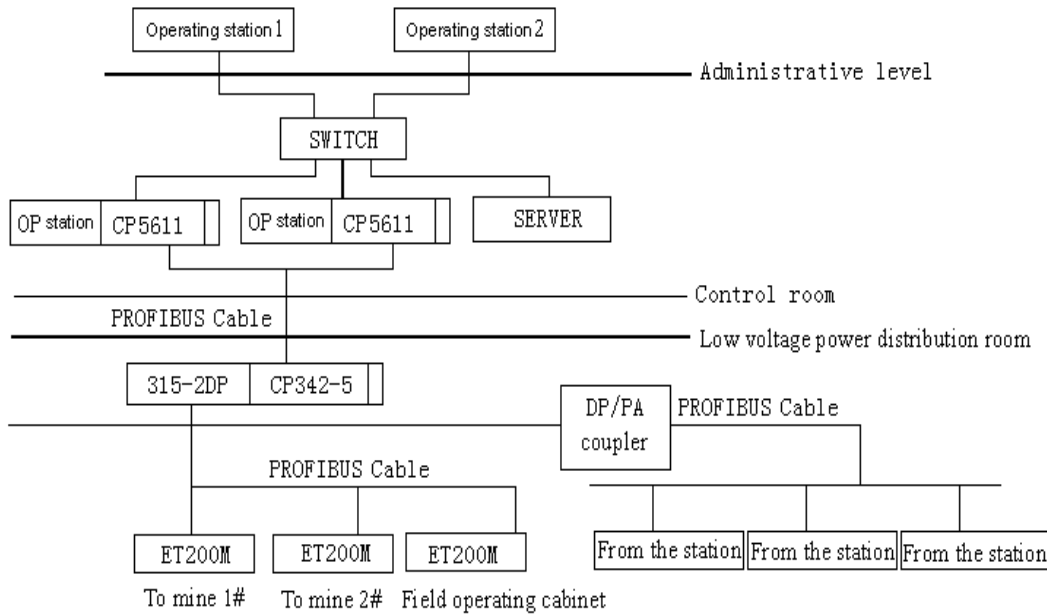 Operating station 1
Operating station 2
Administrative level
SWITCH
OP station
CP5611
OP station
CP5611
SERVER
Control room
PROFIBUS Cable
Low voltage power distribution room
315-2DP
CP342-5
DP/PA
coupler
PROFIBUS Cable
PROFIBUS Cable
ET200M
ET200M
ET200M
From the station
From the station
From the station
To mine 1#
To mine 2#
Field operating cabinet